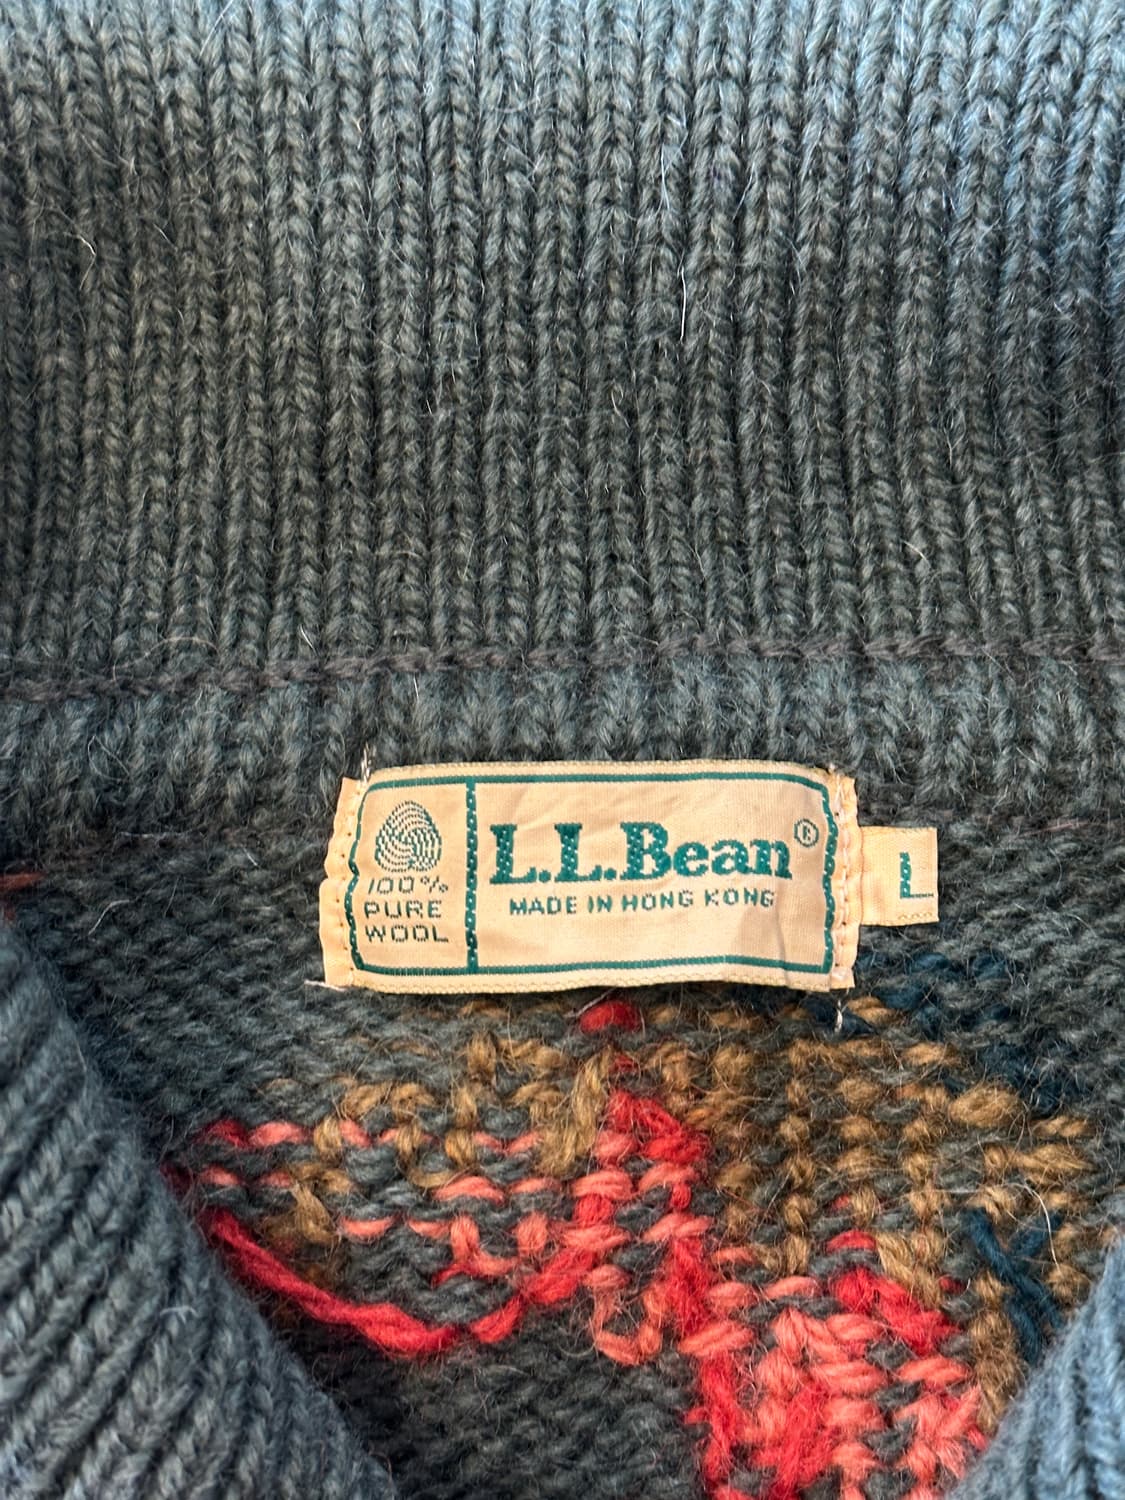 L.L.Bean®
MADE IN HONG KONG
100%
PURE
WOOL
L